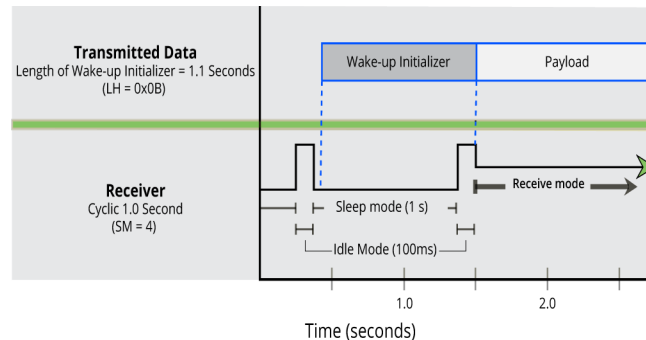 Transmitted Data
Length of Wake-up Initializer = 1.1 Seconds
(LH = 0x0B)
Wake-up Initializer
Payload
Receiver
Cyclic 1.0 Second
(SM = 4)
Receive mode
Sleep mode (1 s)
Idle Mode (100ms)
1.0
2.0
Time (seconds)